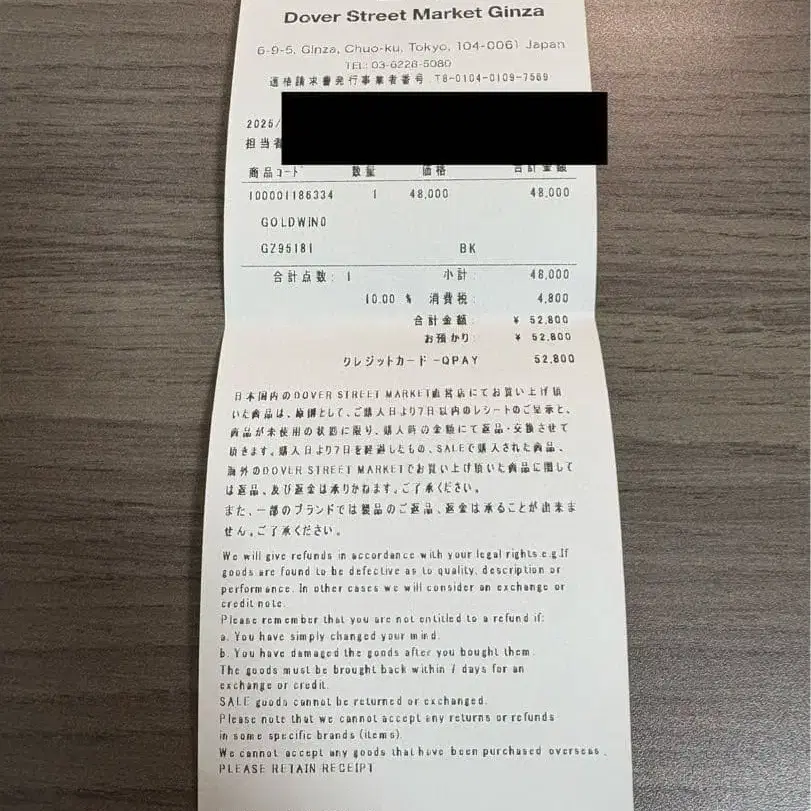 Dover Street Market Ginza
6-9-5, Ginza, Chuo-ku, Tokyo, 104-0061 Japan
TEL: 03-6228-5080
適格請求書発行事業者番号 T8-0104-0109-7569
2025/
担当者
商品コード 数量 価格 合計金額
100001186334 1 48,000 48,000
GOLDWIN0
GZ95181 BK
合計点数: 1 小計: 48,000
10.00 % 消費税: 4,800
合計金額: ¥ 52,800
お預かり: ¥ 52,800
クレジットカード-QPAY 52,800
日本国内のDOVER STREET MARKET直営店にてお買い上げ頂
いた商品は、原則として、ご購入日より7日以内のレシートのご呈示と、
商品が未使用の状態に限り、購入時の金額にて返品・交換させて
頂きます。購入日より7日を経過したもの、SALEで購入された商品、
海外のDOVER STREET MARKETでお買い上げ頂いた商品に関して
は返品、及び返金は承りかねます。ご了承ください。
また、一部のブランドでは製品のご返品、返金は承ることが出来ま
せん。ご了承ください。
We will give refunds in accordance with your legal rights e.g.If
goods are found to be defective as to quality, description or
performance. In other cases we will consider an exchange or
credit note.
Please remember that you are not entitled to a refund if:
a. You have simply changed your mind.
b. You have damaged the goods after you bought them.
The goods must be brought back within 7 days for an
exchange or credit.
SALE goods cannot be returned or exchanged.
Please note that we cannot accept any returns or refunds
in some specific brands (items).
We cannot accept any goods that have been purchased overseas.
PLEASE RETAIN RECEIPT